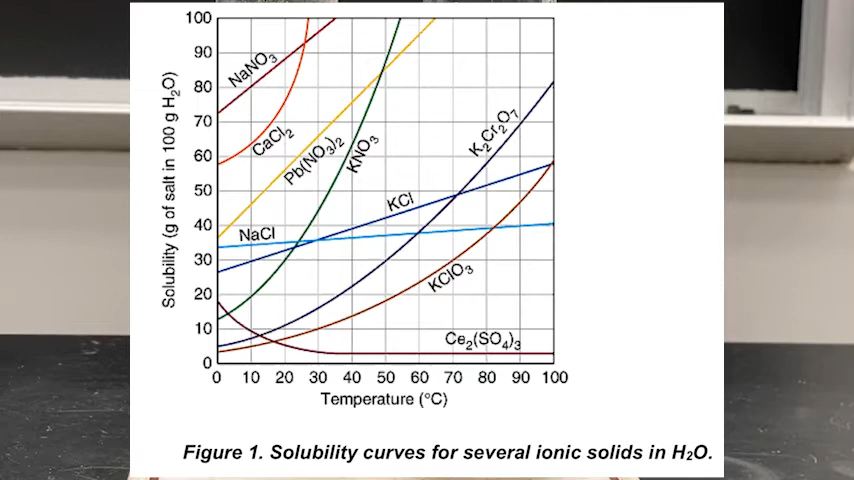 100
90
80
70
60
50
40
30
20
10
0
Solubility (g of salt in 100 g H₂O)
NaNO₃
CaCl₂
Pb(NO₃)₂
KNO₃
K₂Cr₂O₇
KCl
NaCl
KClO₃
Ce₂(SO₄)₃
0 10 20 30 40 50 60 70 80 90 100
Temperature (°C)
Figure 1. Solubility curves for several ionic solids in H₂O.